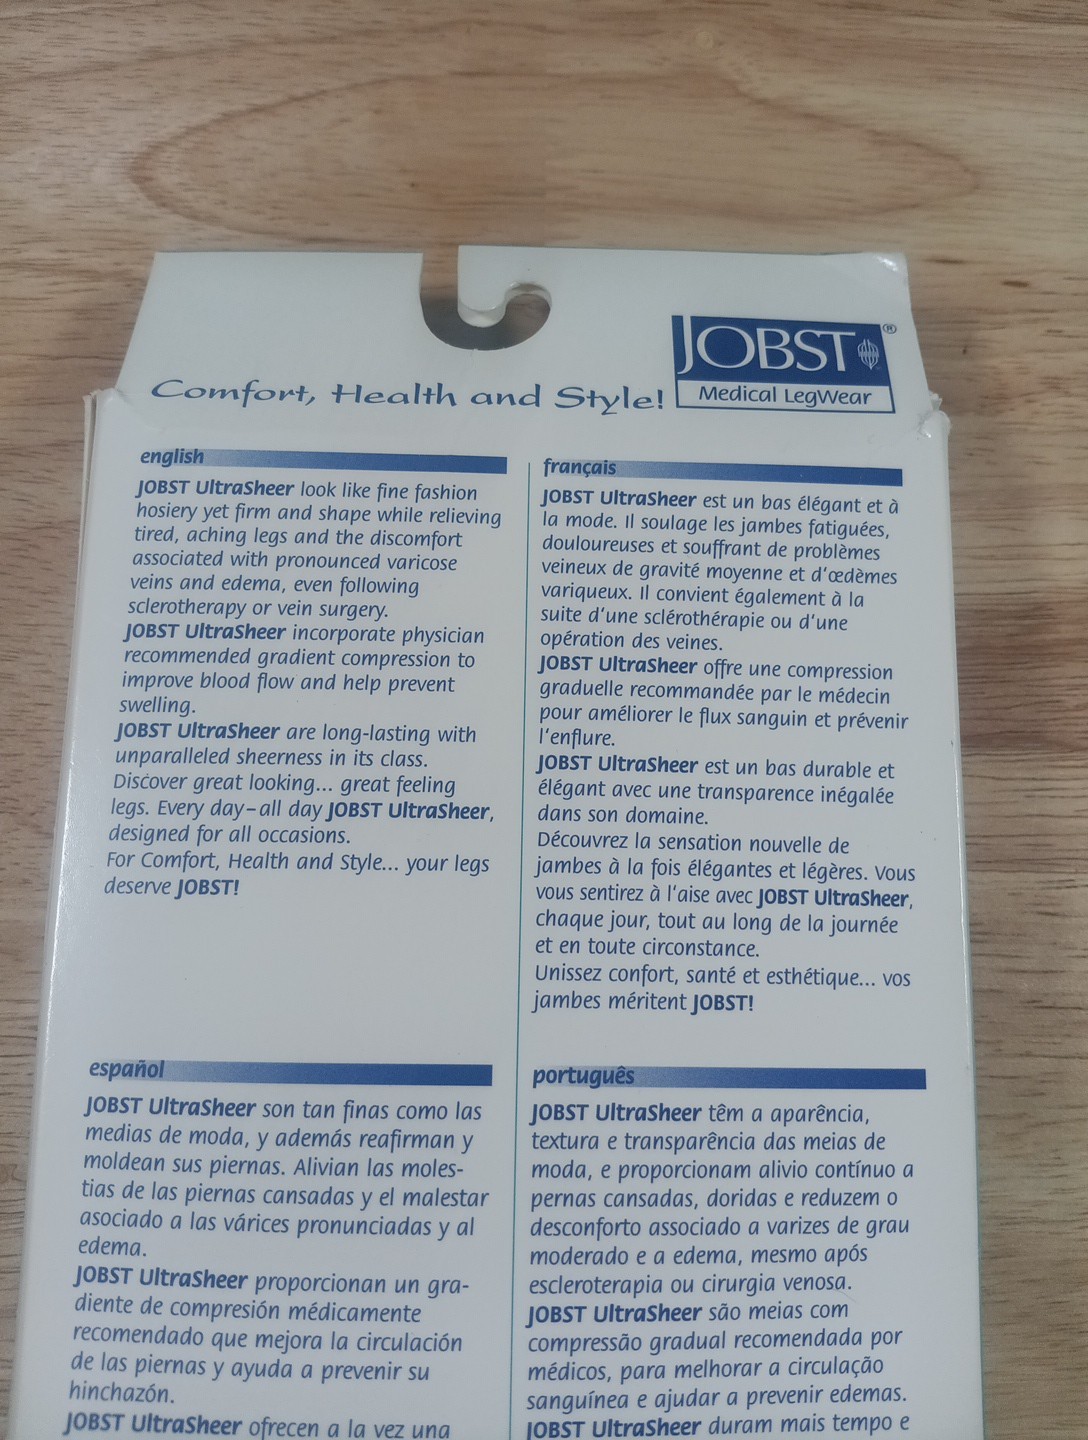 Comfort, Health and Style!
JOBST®
Medical LegWear
english
JOBST UltraSheer look like fine fashion
hosiery yet firm and shape while relieving
tired, aching legs and the discomfort
associated with pronounced varicose
veins and edema, even following
sclerotherapy or vein surgery.
JOBST UltraSheer incorporate physician
recommended gradient compression to
improve blood flow and help prevent
swelling.
JOBST UltraSheer are long-lasting with
unparalleled sheerness in its class.
Discover great looking... great feeling
legs. Every day–all day JOBST UltraSheer,
designed for all occasions.
For Comfort, Health and Style... your legs
deserve JOBST!
français
JOBST UltraSheer est un bas élégant et à
la mode. Il soulage les jambes fatiguées,
douloureuses et souffrant de problèmes
veineux de gravité moyenne et d'œdèmes
variqueux. Il convient également à la
suite d'une sclérothérapie ou d'une
opération des veines.
JOBST UltraSheer offre une compression
graduelle recommandée par le médecin
pour améliorer le flux sanguin et prévenir
l'enflure.
JOBST UltraSheer est un bas durable et
élégant avec une transparence inégalée
dans son domaine.
Découvrez la sensation nouvelle de
jambes à la fois élégantes et légères. Vous
vous sentirez à l'aise avec JOBST UltraSheer,
chaque jour, tout au long de la journée
et en toute circonstance.
Unissez confort, santé et esthétique... vos
jambes méritent JOBST!
español
JOBST UltraSheer son tan finas como las
medias de moda, y además reafirman y
moldean sus piernas. Alivian las moles-
tias de las piernas cansadas y el malestar
asociado a las várices pronunciadas y al
edema.
JOBST UltraSheer proporcionan un gra-
diente de compresión médicamente
recomendado que mejora la circulación
de las piernas y ayuda a prevenir su
hinchazón.
JOBST UltraSheer ofrecen a la vez una
português
JOBST UltraSheer têm a aparência,
textura e transparência das meias de
moda, e proporcionam alivio contínuo a
pernas cansadas, doridas e reduzem o
desconforto associado a varizes de grau
moderado e a edema, mesmo após
escleroterapia ou cirurgia venosa.
JOBST UltraSheer são meias com
compressão gradual recomendada por
médicos, para melhorar a circulação
sanguínea e ajudar a prevenir edemas.
JOBST UltraSheer duram mais tempo e